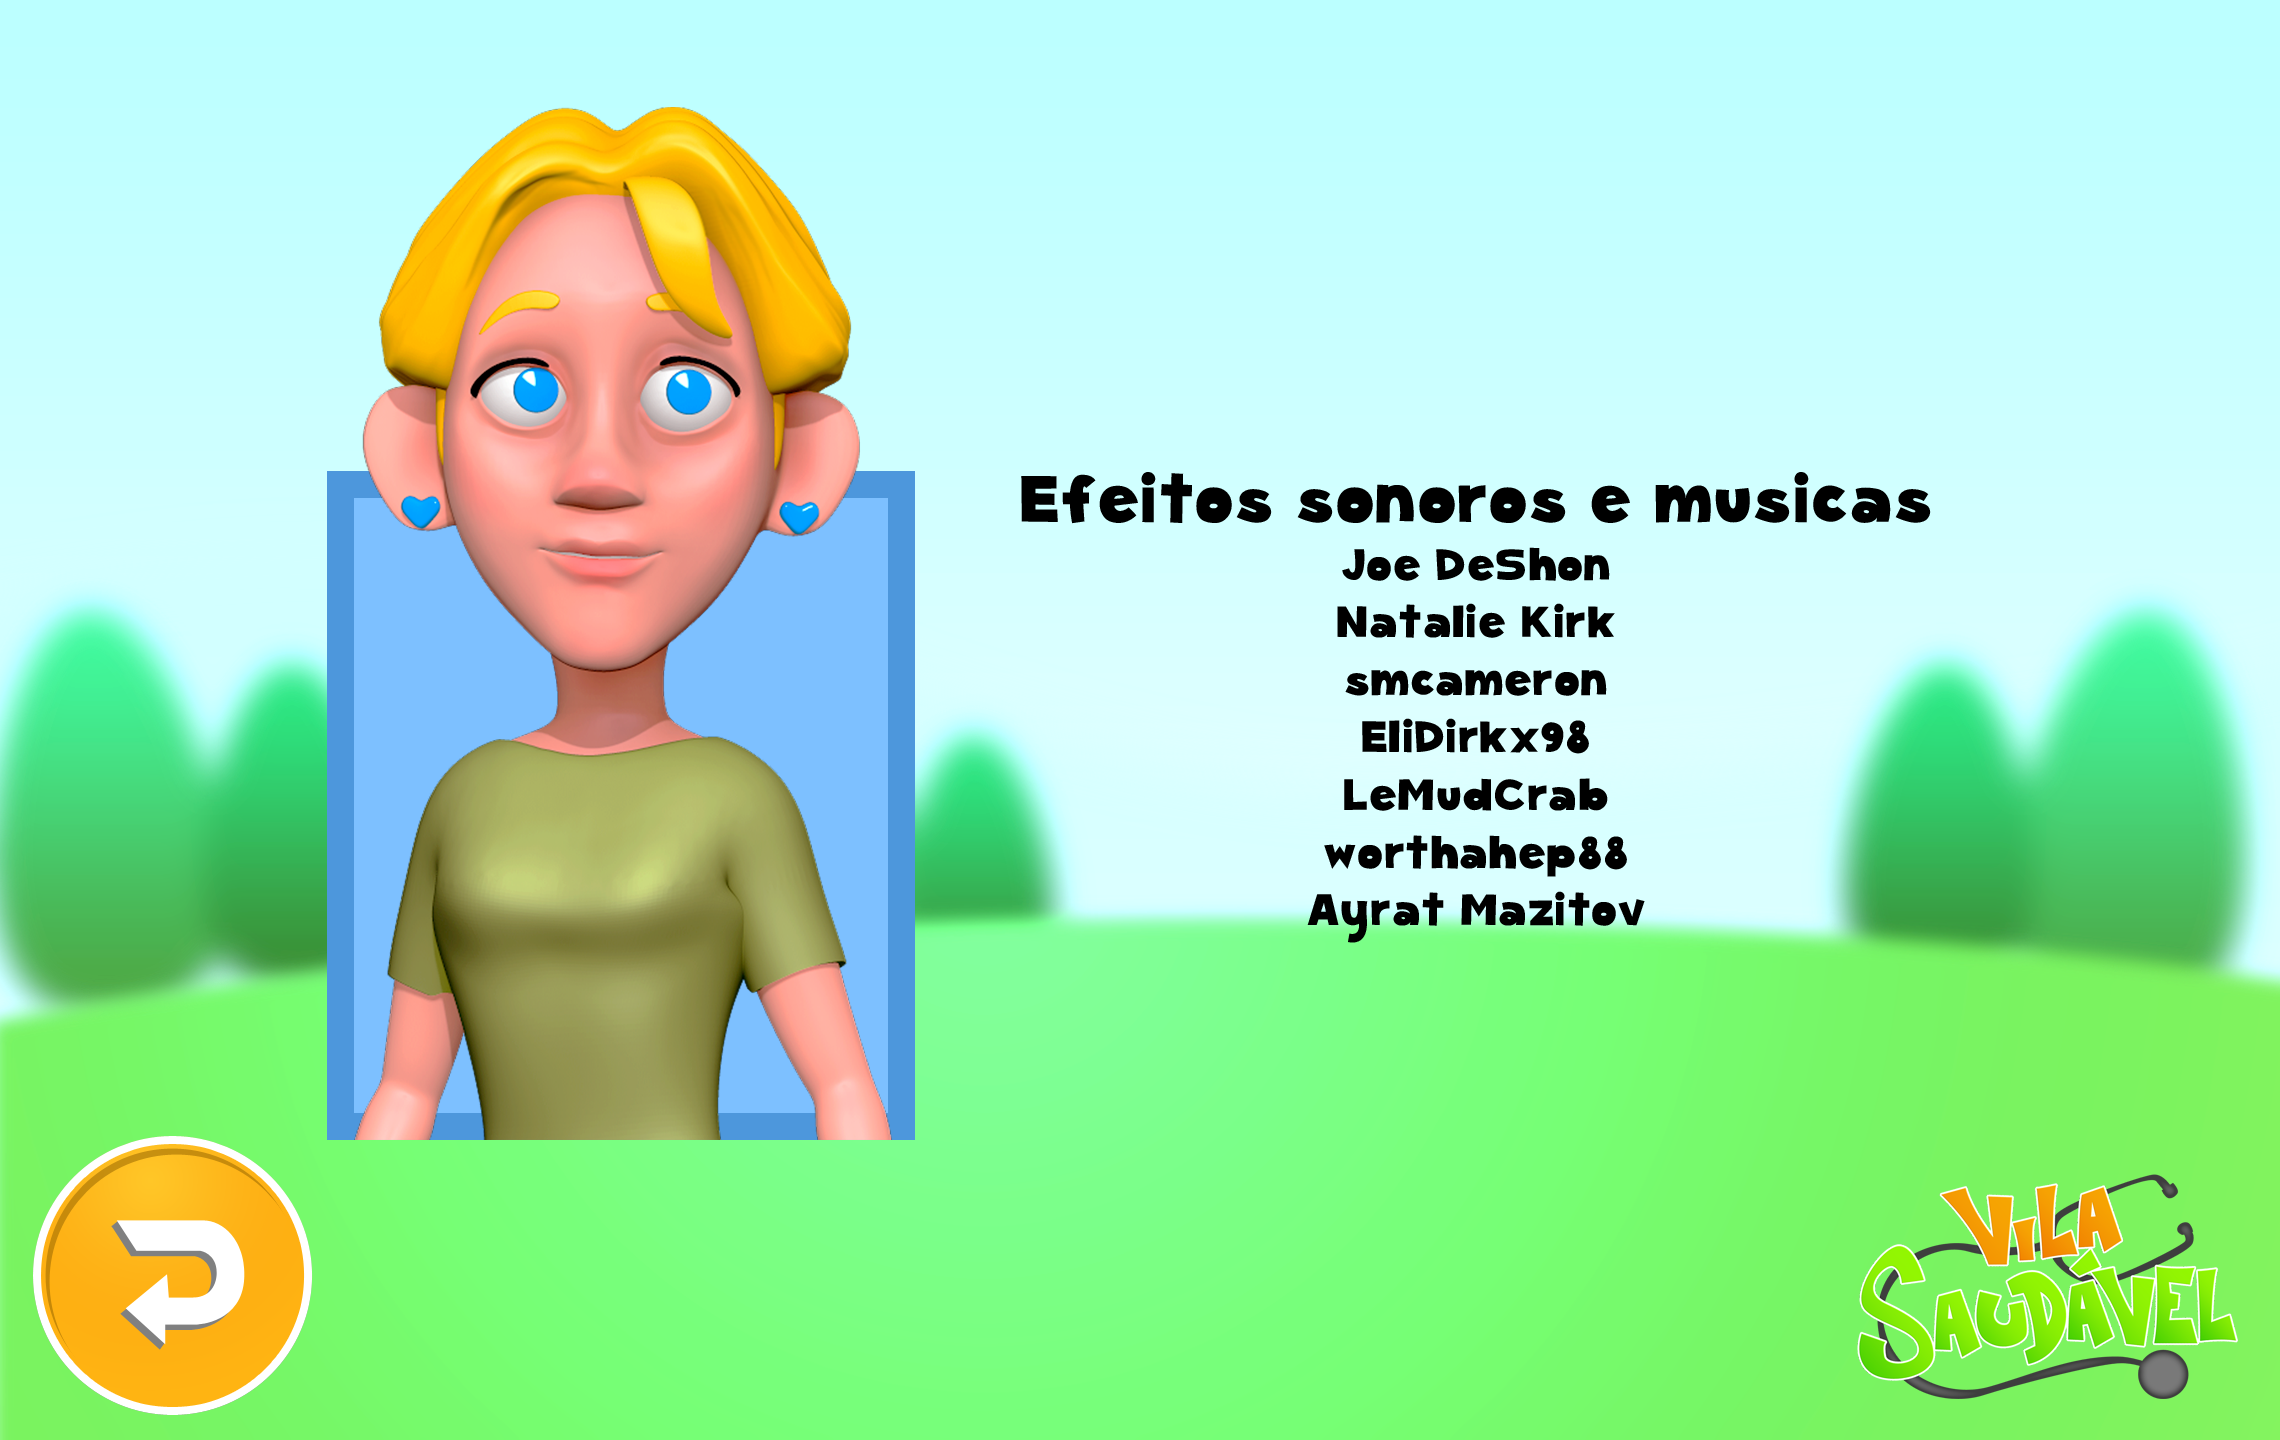 Efeitos sonoros e musicas
Joe DeShon
Natalie Kirk
smcameron
EliDirkx98
LeMudCrab
worthahep88
Ayrat Mazitov
VILA
SAUDÁVEL